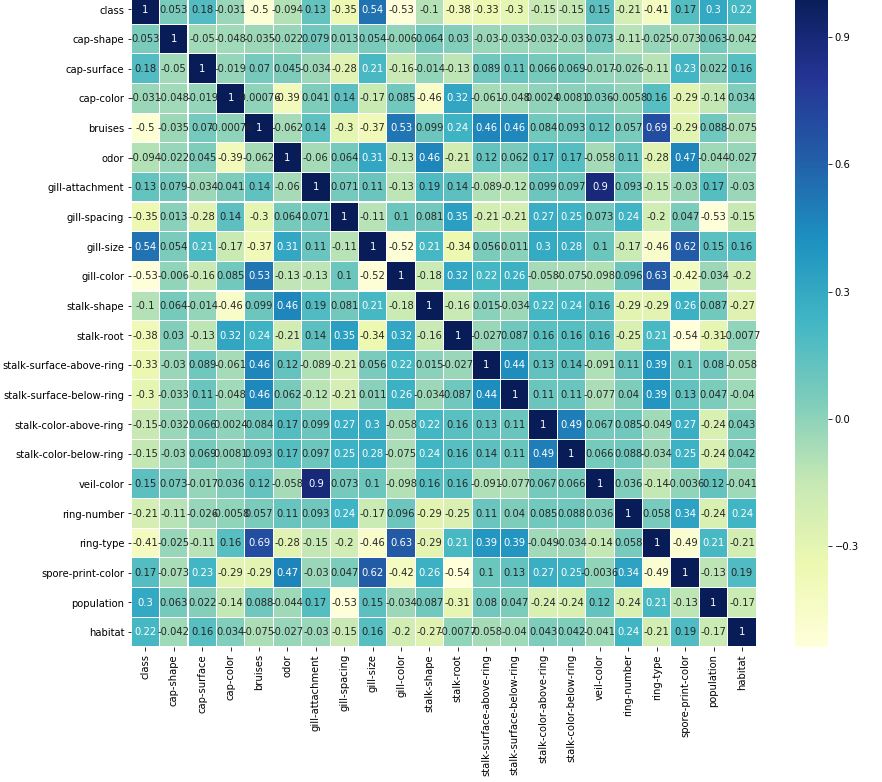 class 1 0.053 0.18 -0.031 -0.5 -0.094 0.13 -0.35 0.54 -0.53 -0.1 -0.38 -0.33 -0.3 -0.15 -0.15 0.15 -0.21 -0.41 0.17 0.3 0.22
cap-shape 0.053 1 -0.05 -0.048 -0.035 -0.022 0.079 0.013 0.054 -0.006 0.064 0.03 -0.03 -0.033 -0.032 -0.03 0.073 -0.11 -0.025 -0.073 0.063 -0.042
cap-surface 0.18 -0.05 1 -0.019 0.07 0.045 -0.034 -0.28 0.21 -0.16 -0.014 -0.13 0.089 0.11 0.066 0.069 -0.017 -0.026 -0.11 0.23 0.022 0.16
cap-color -0.031 -0.048 -0.019 1 -0.39 0.041 0.14 -0.17 0.085 -0.46 0.32 -0.061 -0.048 0.0024 0.0081 0.036 -0.0058 0.16 -0.29 -0.14 0.034
bruises -0.5 -0.035 0.07 1 -0.062 0.14 -0.3 -0.37 0.53 0.099 0.24 0.46 0.46 0.084 0.093 0.12 0.057 0.69 -0.29 0.088 -0.075
odor -0.094 -0.022 0.045 -0.39 -0.062 1 -0.06 0.064 0.31 -0.13 0.46 -0.21 0.12 0.062 0.17 0.17 -0.058 0.11 -0.28 0.47 -0.044 -0.027
gill-attachment 0.13 0.079 -0.034 0.041 0.14 -0.06 1 0.071 0.11 -0.13 0.19 0.14 -0.089 -0.12 0.099 0.097 0.9 0.093 -0.15 -0.03 0.17 -0.03
gill-spacing -0.35 0.013 -0.28 0.14 -0.3 0.064 0.071 1 -0.11 0.1 0.081 0.35 -0.21 -0.21 0.27 0.25 0.073 0.24 -0.2 0.047 -0.53 -0.15
gill-size 0.54 0.054 0.21 -0.17 -0.37 0.31 0.11 -0.11 1 -0.52 0.21 -0.34 0.056 0.011 0.3 0.28 0.1 -0.17 -0.46 0.62 0.15 0.16
gill-color -0.53 -0.006 -0.16 0.085 0.53 -0.13 -0.13 0.1 -0.52 1 -0.18 0.32 0.22 0.26 -0.058 -0.075 -0.098 0.096 0.63 -0.42 -0.034 -0.2
stalk-shape -0.1 0.064 -0.014 -0.46 0.099 0.46 0.19 0.081 0.21 -0.18 1 -0.16 0.015 -0.034 0.22 0.24 0.16 -0.29 -0.29 0.26 0.087 -0.27
stalk-root -0.38 0.03 -0.13 0.32 0.24 -0.21 0.14 0.35 -0.34 0.32 -0.16 1 -0.027 0.087 0.16 0.16 0.16 -0.25 0.21 -0.54 -0.31 0.0077
stalk-surface-above-ring -0.33 -0.03 0.089 -0.061 0.46 0.12 -0.089 -0.21 0.056 0.22 0.015 -0.027 1 0.44 0.13 0.14 -0.091 0.11 0.39 0.1 0.08 -0.058
stalk-surface-below-ring -0.3 -0.033 0.11 -0.048 0.46 0.062 -0.12 -0.21 0.011 0.26 -0.034 0.087 0.44 1 0.11 0.11 -0.077 0.04 0.39 0.13 0.047 -0.04
stalk-color-above-ring -0.15 -0.032 0.066 0.0024 0.084 0.17 0.099 0.27 0.3 -0.058 0.22 0.16 0.13 0.11 1 0.49 0.067 0.085 -0.049 0.27 -0.24 0.043
stalk-color-below-ring -0.15 -0.03 0.069 0.0081 0.093 0.17 0.097 0.25 0.28 -0.075 0.24 0.16 0.14 0.11 0.49 1 0.066 0.088 -0.034 0.25 -0.24 0.042
veil-color 0.15 0.073 -0.017 0.036 0.12 -0.058 0.9 0.073 0.1 -0.098 0.16 0.16 -0.091 -0.077 0.067 0.066 1 0.036 -0.14 -0.0036 0.12 -0.041
ring-number -0.21 -0.11 -0.026 -0.0058 0.057 0.11 0.093 0.24 -0.17 0.096 -0.29 -0.25 0.11 0.04 0.085 0.088 0.036 1 0.058 0.34 -0.24 0.24
ring-type -0.41 -0.025 -0.11 0.16 0.69 -0.28 -0.15 -0.2 -0.46 0.63 -0.29 0.21 0.39 0.39 -0.049 -0.034 -0.14 0.058 1 -0.49 0.21 -0.21
spore-print-color 0.17 -0.073 0.23 -0.29 -0.29 0.47 -0.03 0.047 0.62 -0.42 0.26 -0.54 0.1 0.13 0.27 0.25 -0.0036 0.34 -0.49 1 -0.13 0.19
population 0.3 0.063 0.022 -0.14 0.088 -0.044 0.17 -0.53 0.15 -0.034 0.087 -0.31 0.08 0.047 -0.24 -0.24 0.12 -0.24 0.21 -0.13 1 -0.17
habitat 0.22 -0.042 0.16 0.034 -0.075 -0.027 -0.03 -0.15 0.16 -0.2 -0.27 0.0077 -0.058 -0.04 0.043 0.042 -0.041 0.24 -0.21 0.19 -0.17 1
class
cap-shape
cap-surface
cap-color
bruises
odor
gill-attachment
gill-spacing
gill-size
gill-color
stalk-shape
stalk-root
stalk-surface-above-ring
stalk-surface-below-ring
stalk-color-above-ring
stalk-color-below-ring
veil-color
ring-number
ring-type
spore-print-color
population
habitat
0.9
0.6
0.3
0.0
−0.3